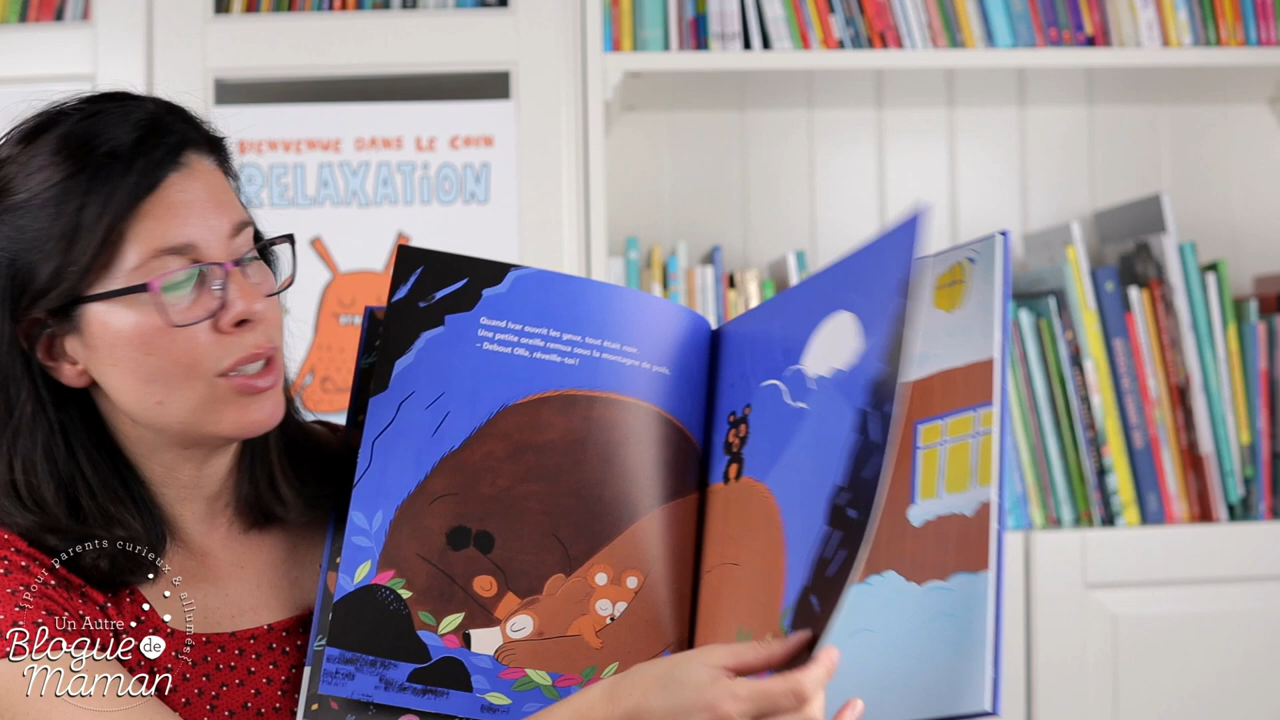 BIENVENUE DANS LE COIN
RELAXATiON
Quand Ivar ouvrit les yeux, tout était noir.
Une petite oreille remua sous la montagne de poils.
– Debout Olla, réveille-toi !
{Pour parents curieux & allumés}
Un Autre
Blogue de
Maman